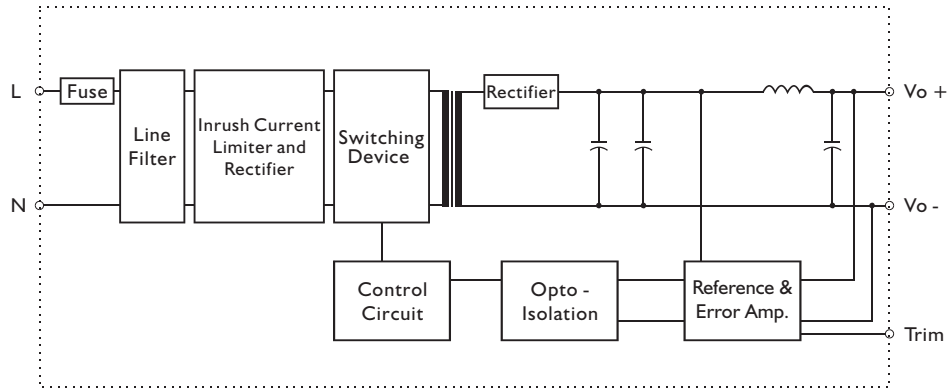 L
Fuse
Line
Filter
Inrush Current
Limiter and
Rectifier
Switching
Device
Rectifier
Vo +
N
Vo -
Control
Circuit
Opto -
Isolation
Reference &
Error Amp.
Trim